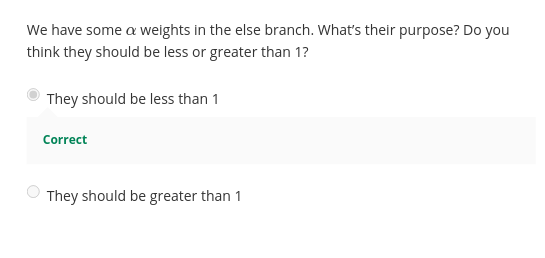 We have some α weights in the else branch. What's their purpose? Do you
think they should be less or greater than 1?
They should be less than 1
Correct
They should be greater than 1